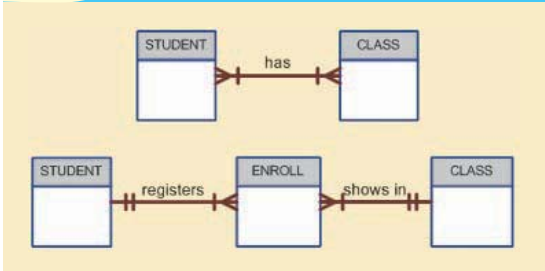 STUDENT
CLASS
has
STUDENT
ENROLL
CLASS
registers
shows in